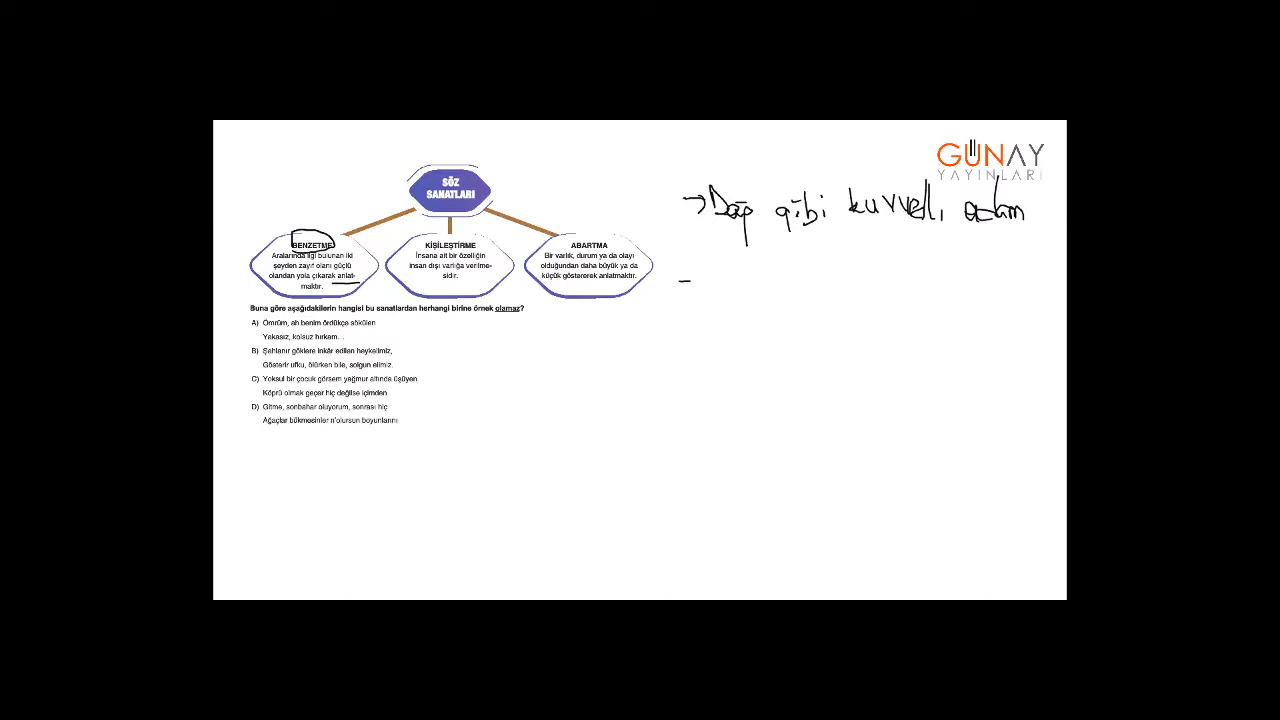 GÜNAY
YAYINLARI
SÖZ
SANATLARI
→ Dağ gibi kuvvetli adam
BENZETME
Aralarında ilgi bulunan iki
şeyden zayıf olanı güçlü
olandan yola çıkarak anlat-
maktır.
KİŞİLEŞTİRME
İnsana ait bir özelliğin
insan dışı varlığa verilme-
sidir.
ABARTMA
Bir varlık, durum ya da olayı
olduğundan daha büyük ya da
küçük göstererek anlatmaktır.
Buna göre aşağıdakilerin hangisi bu sanatlardan herhangi birine örnek olamaz?
A) Ömrüm, ah benim ördükçe sökülen
Yakasız, kolsuz hırkam...
B) Şahlanır göklere inkâr edilen heykelimiz,
Gösterir ufku, ölürken bile, solgun elimiz.
C) Yoksul bir çocuk görsem yağmur altında üşüyen
Köprü olmak geçer hiç değilse içimden
D) Gitme, sonbahar oluyorum, sonrası hiç
Ağaçlar bükmesinler n'olursun boyunlarını